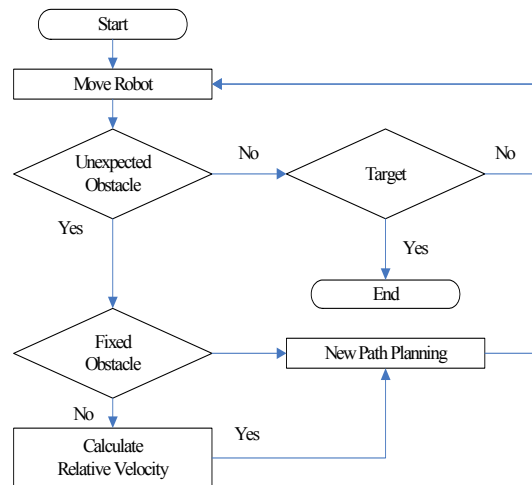 Start
Move Robot
Unexpected
Obstacle
No
Target
No
Yes
Yes
End
Fixed
Obstacle
New Path Planning
No
Calculate
Relative Velocity
Yes